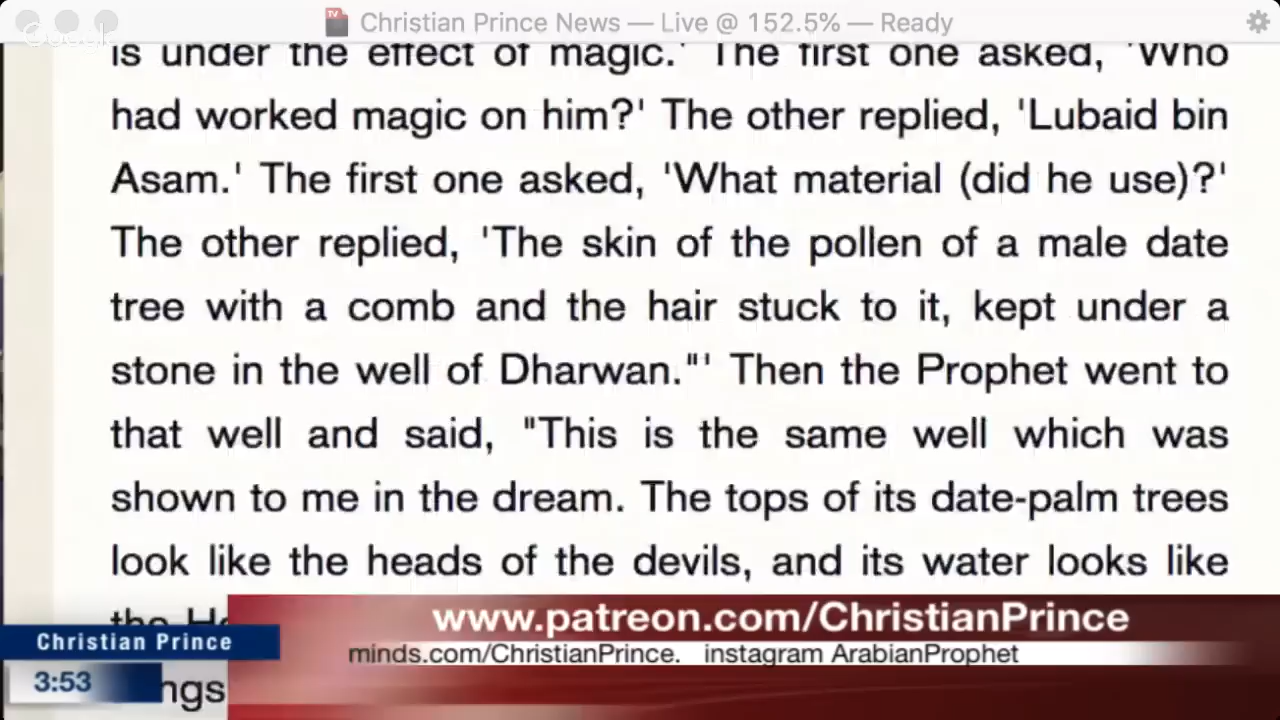 Christian Prince News — Live @ 152.5% — Ready
Google
is under the effect of magic.' The first one asked, 'Who
had worked magic on him?' The other replied, 'Lubaid bin
Asam.' The first one asked, 'What material (did he use)?'
The other replied, 'The skin of the pollen of a male date
tree with a comb and the hair stuck to it, kept under a
stone in the well of Dharwan."' Then the Prophet went to
that well and said, "This is the same well which was
shown to me in the dream. The tops of its date-palm trees
look like the heads of the devils, and its water looks like
the
www.patreon.com/ChristianPrince
Christian Prince
minds.com/ChristianPrince. instagram ArabianProphet
3:53